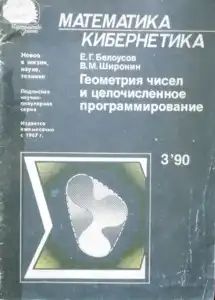 МАТЕМАТИКА
КИБЕРНЕТИКА
Новое
в жизни,
науке,
технике
Подписная
научно-
популярная
серия
Издается
ежемесячно
с 1967 г.
Е.Г. Белоусов
В.М. Широнин
Геометрия чисел
и целочисленное
программирование
3'90